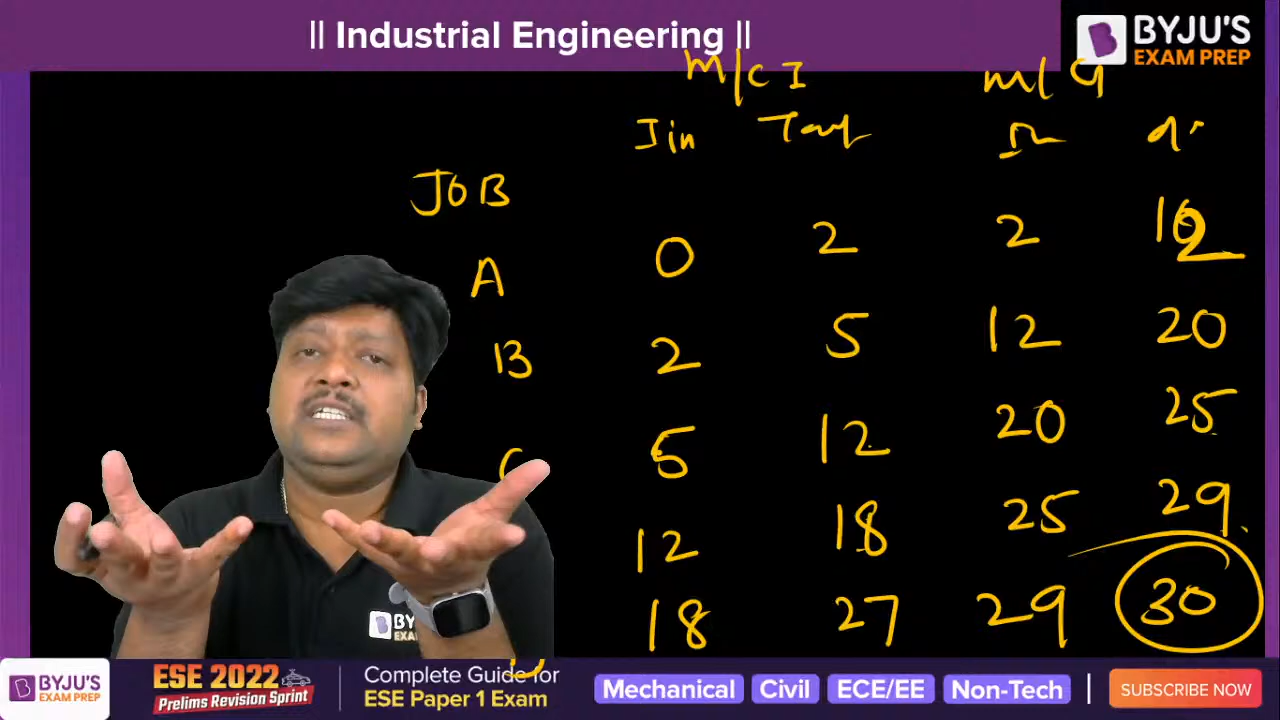 || Industrial Engineering ||
BYJU'S
EXAM PREP
M/C I
Tin Tout
JOB
A 0 2 2 12
B 2 5 12 20
C 5 12 20 25
12 18 25 29
18 27 29 30
BYJU'S
EXAM PREP
ESE 2022
Prelims Revision Sprint
Complete Guide for
ESE Paper 1 Exam
Mechanical Civil ECE/EE Non-Tech
SUBSCRIBE NOW